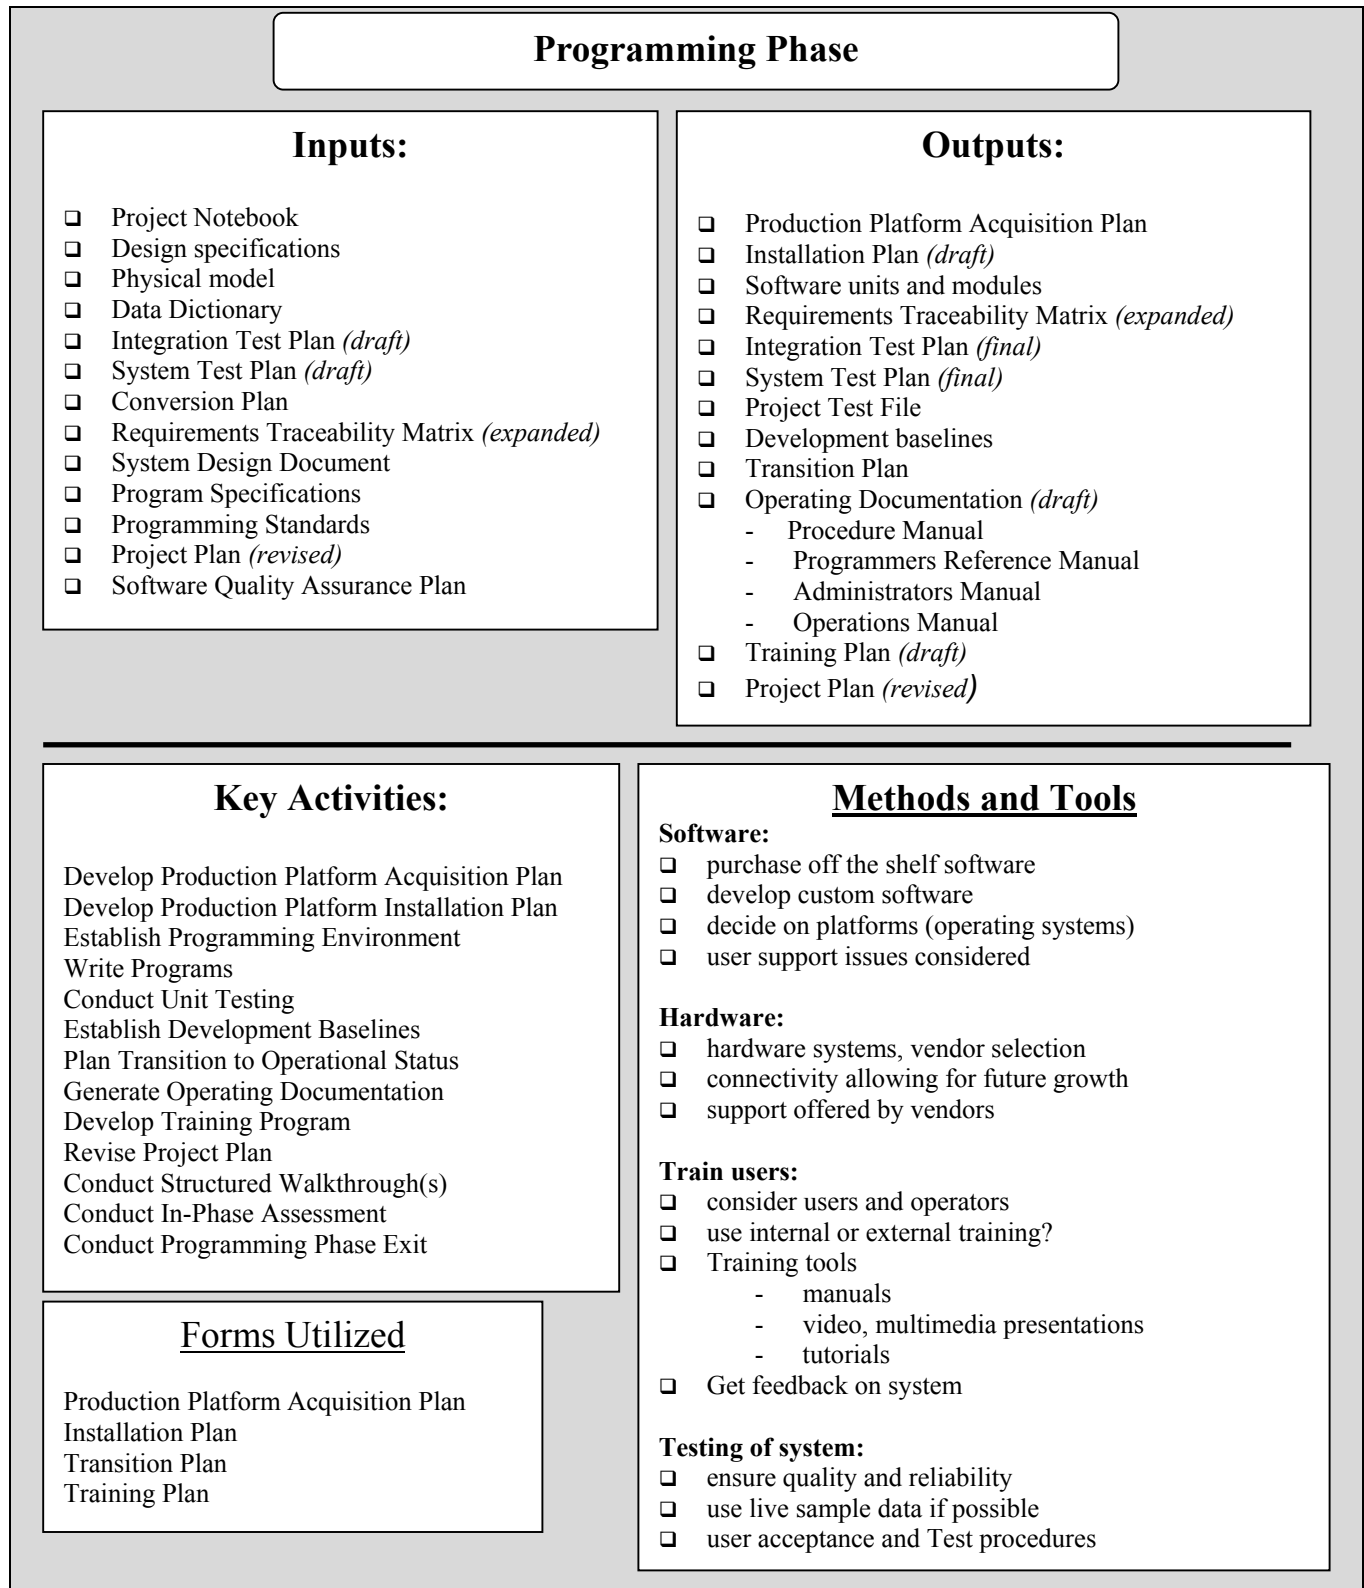 Programming Phase
Inputs:
❑ Project Notebook
❑ Design specifications
❑ Physical model
❑ Data Dictionary
❑ Integration Test Plan (draft)
❑ System Test Plan (draft)
❑ Conversion Plan
❑ Requirements Traceability Matrix (expanded)
❑ System Design Document
❑ Program Specifications
❑ Programming Standards
❑ Project Plan (revised)
❑ Software Quality Assurance Plan
Outputs:
❑ Production Platform Acquisition Plan
❑ Installation Plan (draft)
❑ Software units and modules
❑ Requirements Traceability Matrix (expanded)
❑ Integration Test Plan (final)
❑ System Test Plan (final)
❑ Project Test File
❑ Development baselines
❑ Transition Plan
❑ Operating Documentation (draft)
- Procedure Manual
- Programmers Reference Manual
- Administrators Manual
- Operations Manual
❑ Training Plan (draft)
❑ Project Plan (revised)
Key Activities:
Develop Production Platform Acquisition Plan
Develop Production Platform Installation Plan
Establish Programming Environment
Write Programs
Conduct Unit Testing
Establish Development Baselines
Plan Transition to Operational Status
Generate Operating Documentation
Develop Training Program
Revise Project Plan
Conduct Structured Walkthrough(s)
Conduct In-Phase Assessment
Conduct Programming Phase Exit
Forms Utilized
Production Platform Acquisition Plan
Installation Plan
Transition Plan
Training Plan
Methods and Tools
Software:
❑ purchase off the shelf software
❑ develop custom software
❑ decide on platforms (operating systems)
❑ user support issues considered
Hardware:
❑ hardware systems, vendor selection
❑ connectivity allowing for future growth
❑ support offered by vendors
Train users:
❑ consider users and operators
❑ use internal or external training?
❑ Training tools
- manuals
- video, multimedia presentations
- tutorials
❑ Get feedback on system
Testing of system:
❑ ensure quality and reliability
❑ use live sample data if possible
❑ user acceptance and Test procedures